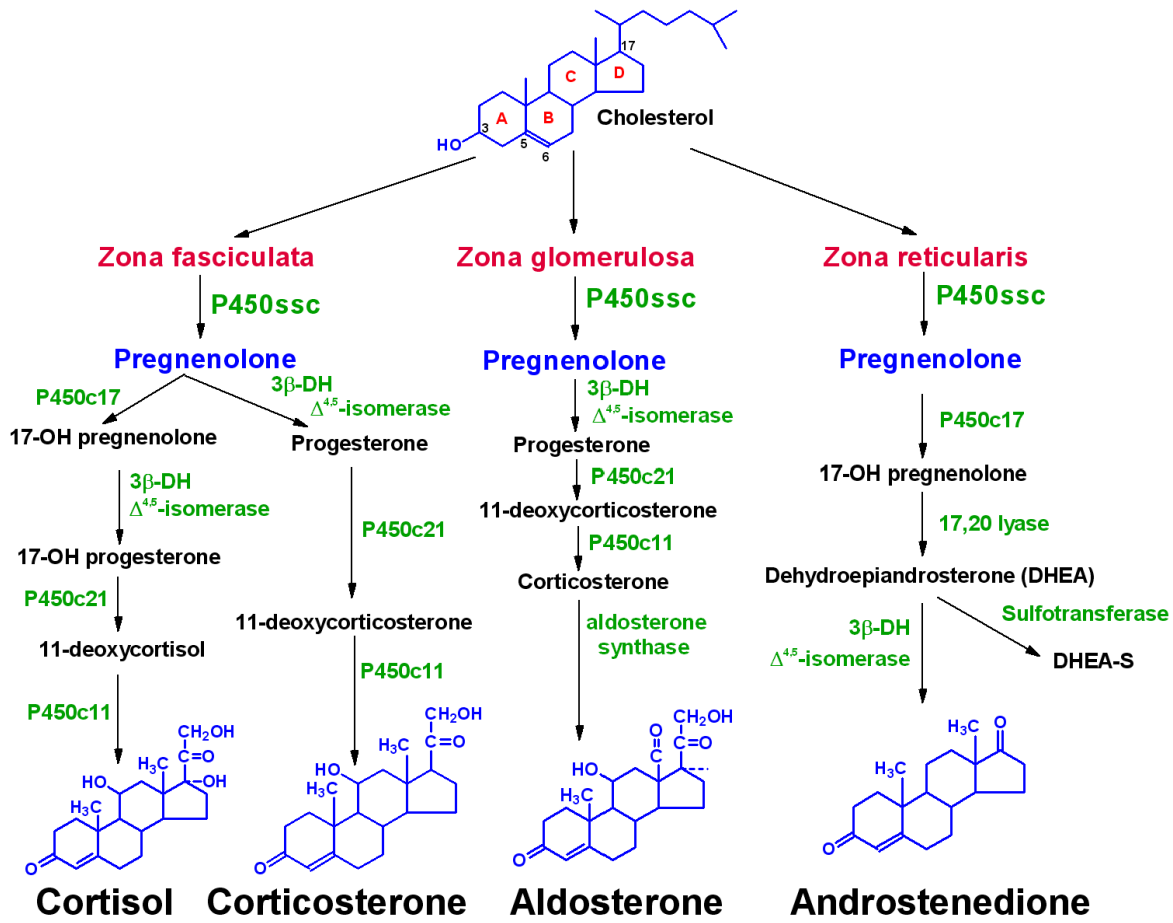 17
C
D
A
B
3
5
6
HO
Cholesterol
Zona fasciculata
Zona glomerulosa
Zona reticularis
P450ssc
P450ssc
P450ssc
Pregnenolone
Pregnenolone
Pregnenolone
P450c17
3β-DH
Δ4,5-isomerase
17-OH pregnenolone
Progesterone
3β-DH
Δ4,5-isomerase
17-OH progesterone
P450c21
P450c21
11-deoxycortisol
11-deoxycorticosterone
P450c11
P450c11
3β-DH
Δ4,5-isomerase
Progesterone
P450c21
11-deoxycorticosterone
P450c11
Corticosterone
aldosterone
synthase
P450c17
17-OH pregnenolone
17,20 lyase
Dehydroepiandrosterone (DHEA)
Sulfotransferase
3β-DH
Δ4,5-isomerase
DHEA-S
CH2OH
C=O
H3C
HO
OH
H3C
O
CH2OH
C=O
H3C
HO
H3C
O
CH2OH
O
C
C=O
HO
H3C
O
O
H3C
H3C
O
Cortisol
Corticosterone
Aldosterone
Androstenedione